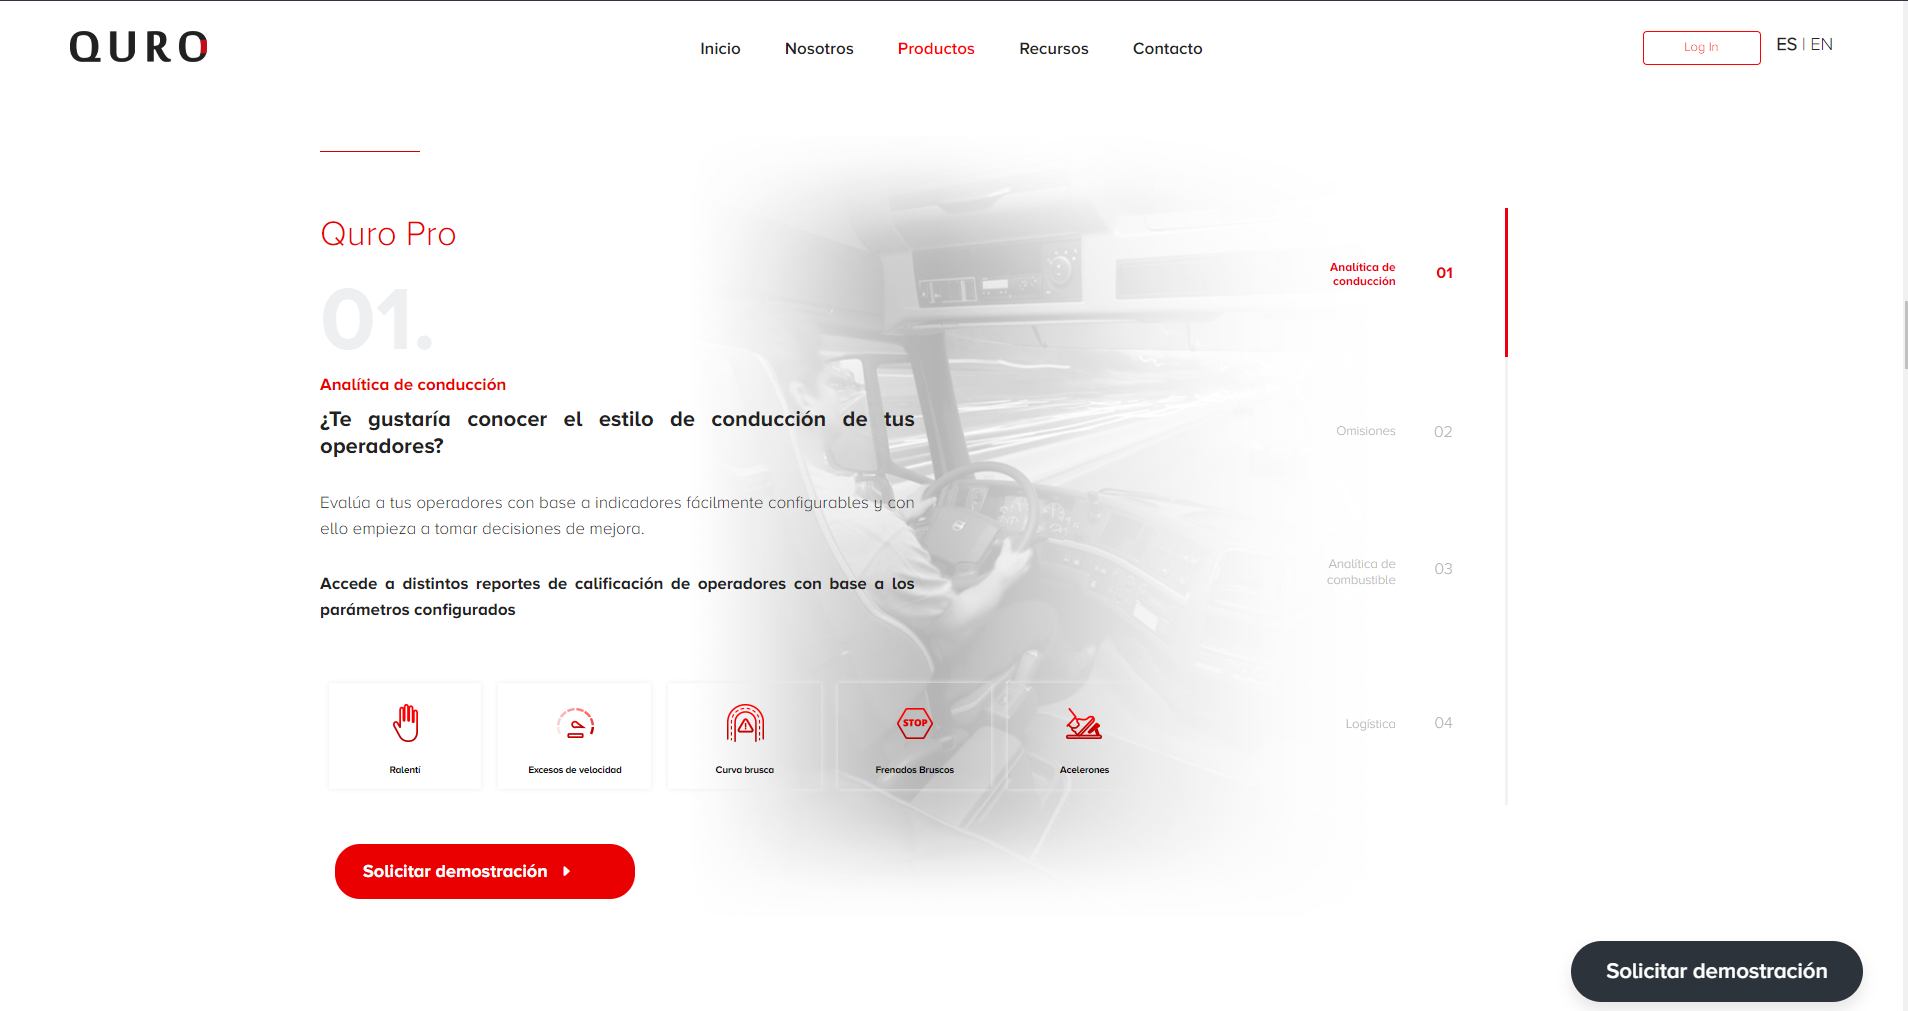 QURO
Inicio
Nosotros
Productos
Recursos
Contacto
Log In
ES | EN
Quro Pro
01.
Analítica de conducción
¿Te gustaría conocer el estilo de conducción de tus
operadores?
Evalúa a tus operadores con base a indicadores fácilmente configurables y con
ello empieza a tomar decisiones de mejora.
Accede a distintos reportes de calificación de operadores con base a los
parámetros configurados
Ralentí
Excesos de velocidad
Curva brusca
STOP
Frenados Bruscos
Acelerones
Solicitar demostración
Analítica de
conducción
01
Omisiones
02
Analítica de
combustible
03
Logística
04
Solicitar demostración